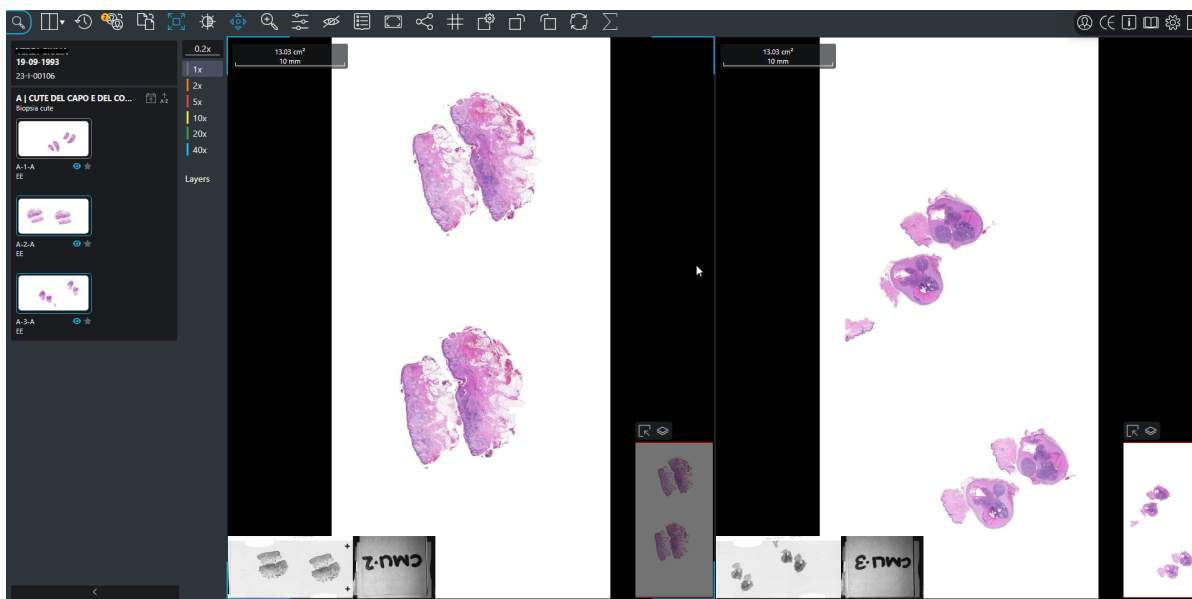 19-09-1993
23-I-00106
A | CUTE DEL CAPO E DEL CO...
Biopsia cute
A-1-A
EE
A-2-A
EE
A-3-A
EE
0.2x
1x
2x
5x
10x
20x
40x
Layers
13.03 cm²
10 mm
CMU-2
13.03 cm²
10 mm
CMU-3